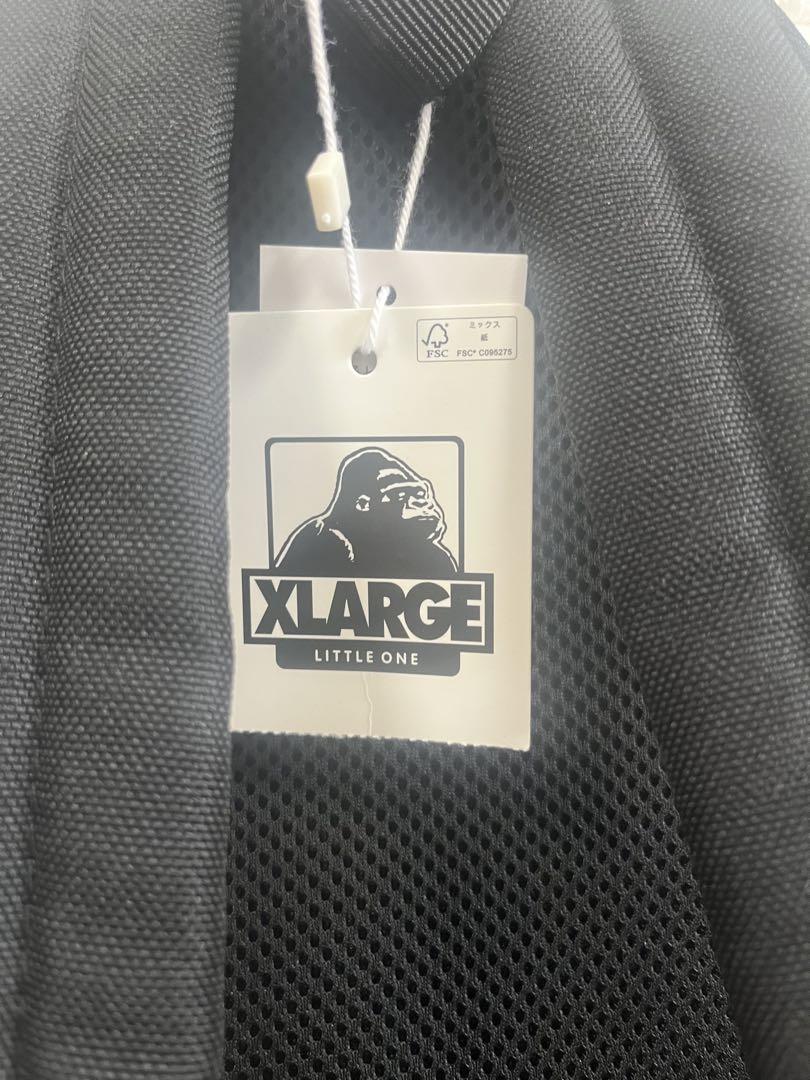 ミックス
紙
FSC® C095275
FSC
XLARGE
LITTLE ONE